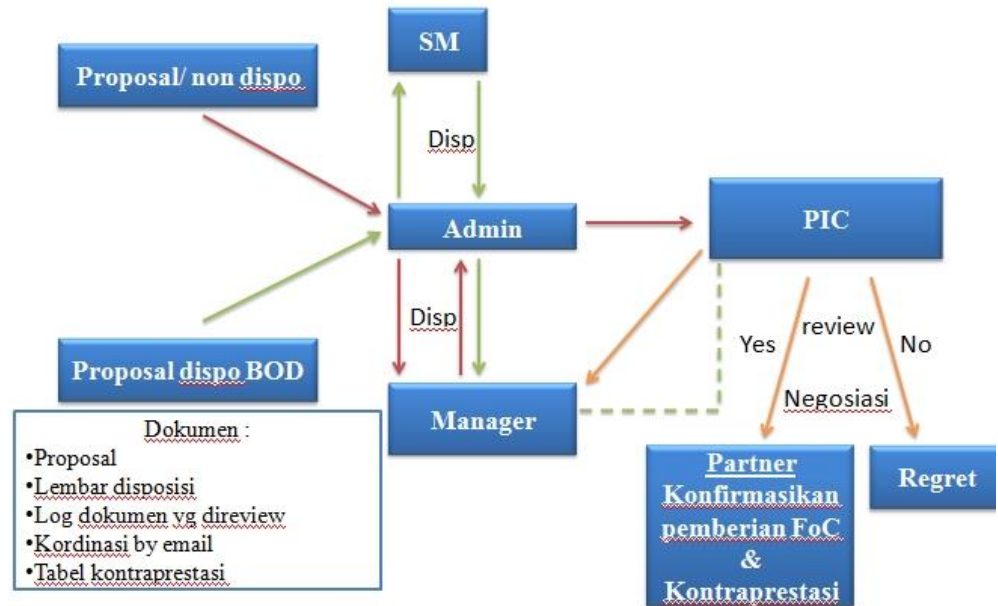 SM
Proposal/ non dispo
Disp
Admin
PIC
Disp
Yes
review
No
Negosiasi
Proposal dispo BOD
Manager
Dokumen :
•Proposal
•Lembar disposisi
•Log dokumen yg direview
•Kordinasi by email
•Tabel kontraprestasi
Partner
Konfirmasikan
pemberian FoC
&
Kontraprestasi
Regret